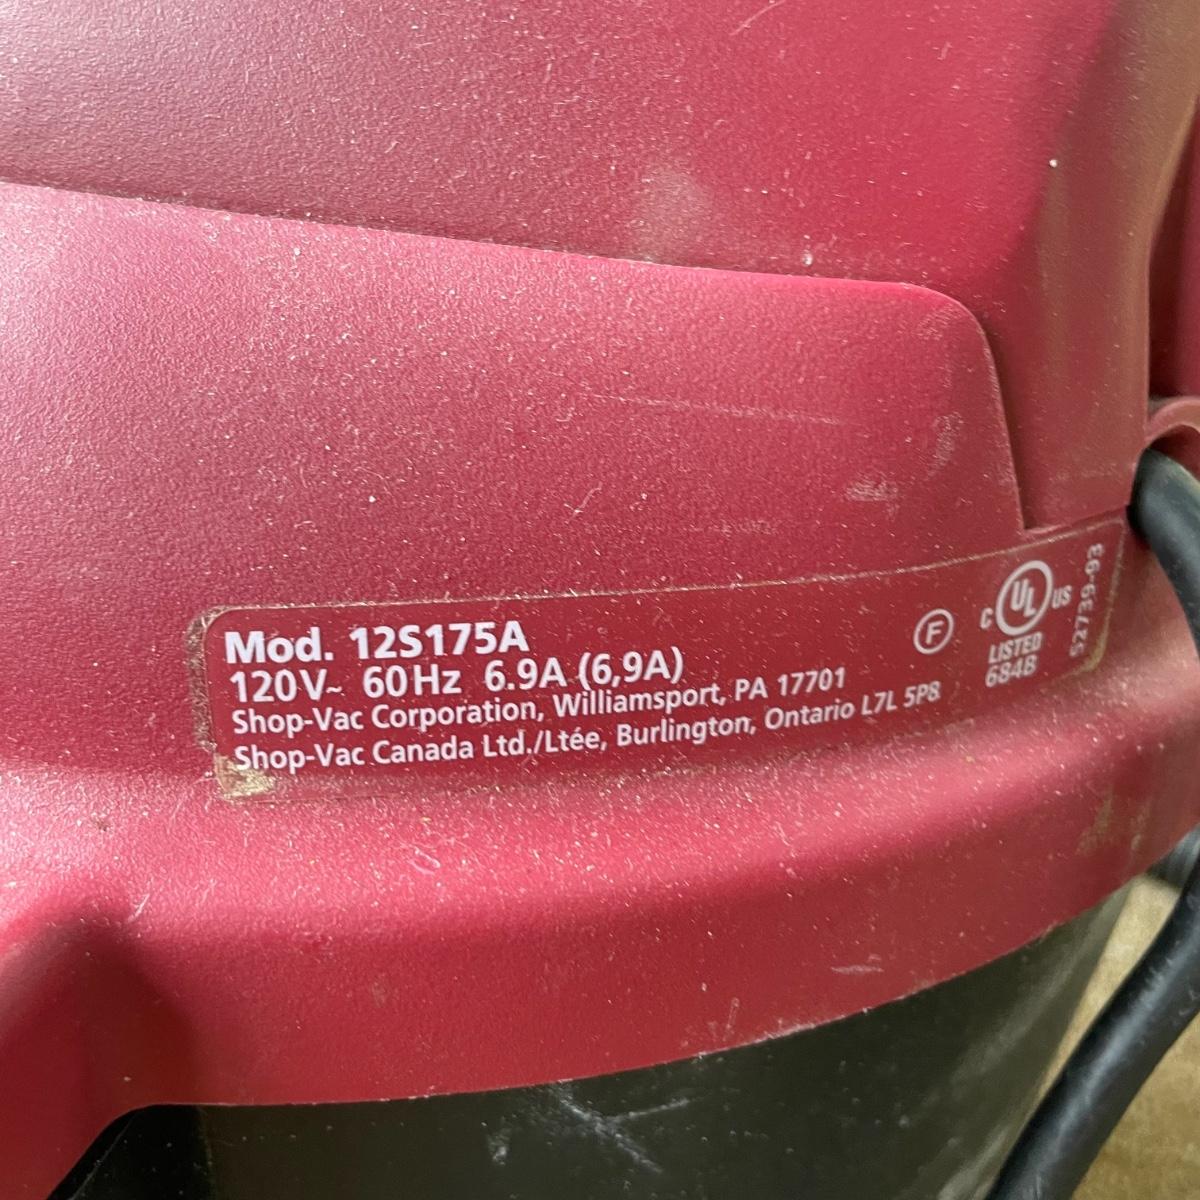 Mod. 12S175A
120V~ 60Hz 6.9A (6,9A)
Shop-Vac Corporation, Williamsport, PA 17701
Shop-Vac Canada Ltd./Ltée, Burlington, Ontario L7L 5P8
F
C UL US
LISTED
684B
52739-93